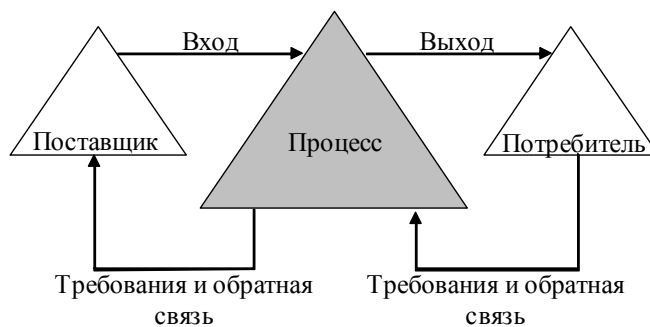 Вход
Выход
Поставщик
Процесс
Потребитель
Требования и обратная
связь
Требования и обратная
связь